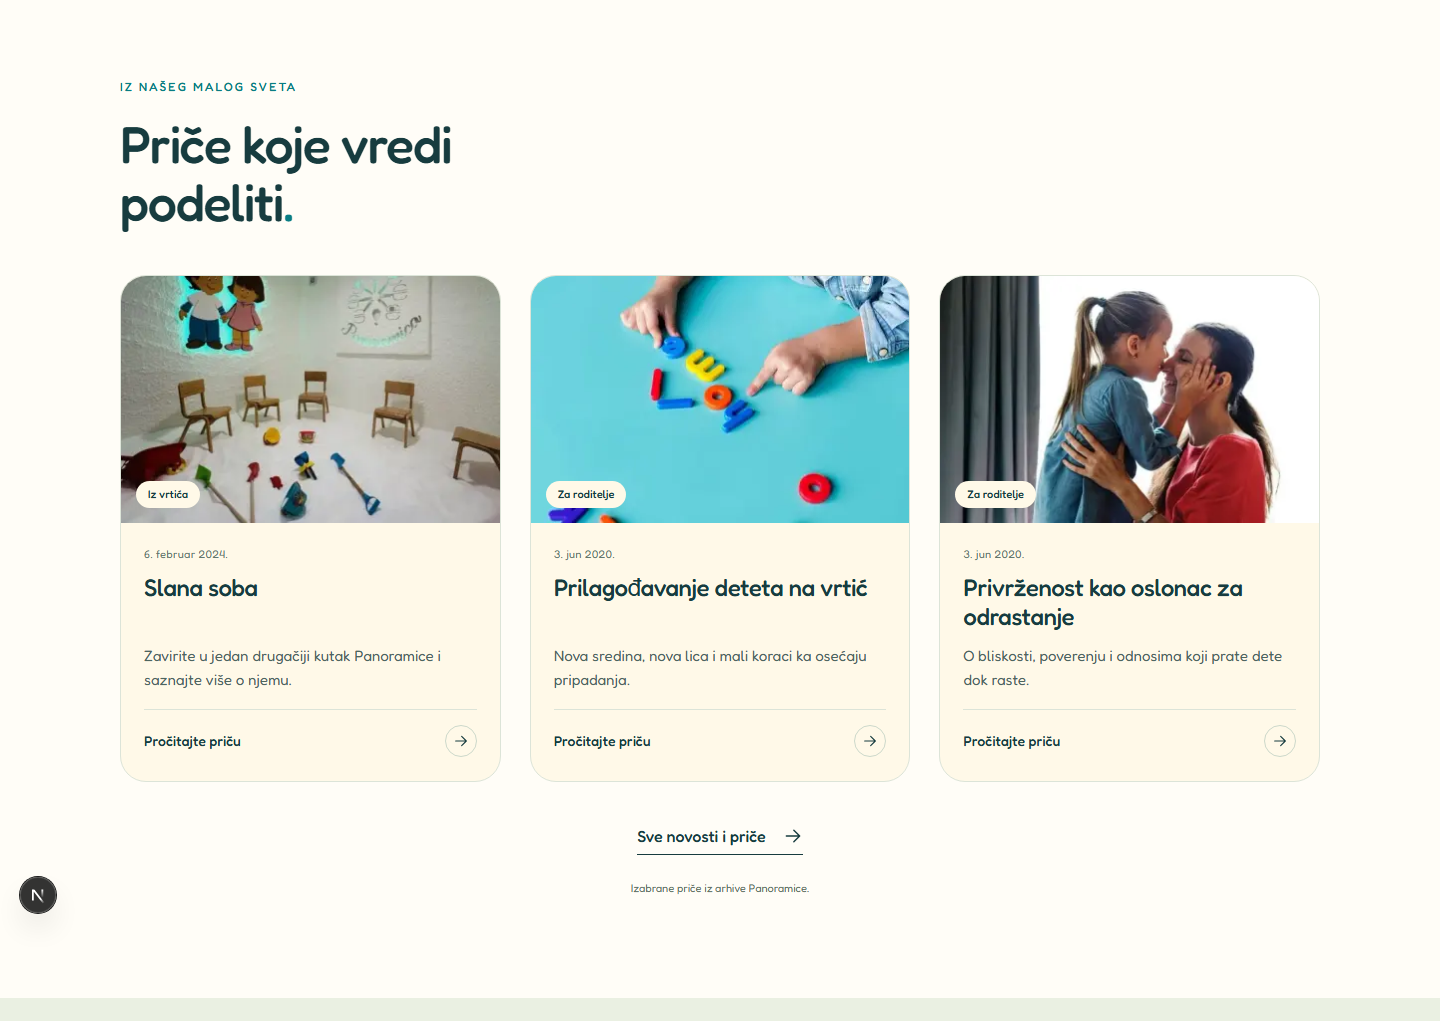 IZ NAŠEG MALOG SVETA
Priče koje vredi
podeliti.
Iz vrtića
6. februar 2024.
Slana soba
Zavirite u jedan drugačiji kutak Panoramice i
saznajte više o njemu.
Pročitajte priču
Za roditelje
3. jun 2020.
Prilagođavanje deteta na vrtić
Nova sredina, nova lica i mali koraci ka osećaju
pripadanja.
Pročitajte priču
Za roditelje
3. jun 2020.
Privrženost kao oslonac za
odrastanje
O bliskosti, poverenju i odnosima koji prate dete
dok raste.
Pročitajte priču
Sve novosti i priče
Izabrane priče iz arhive Panoramice.
N